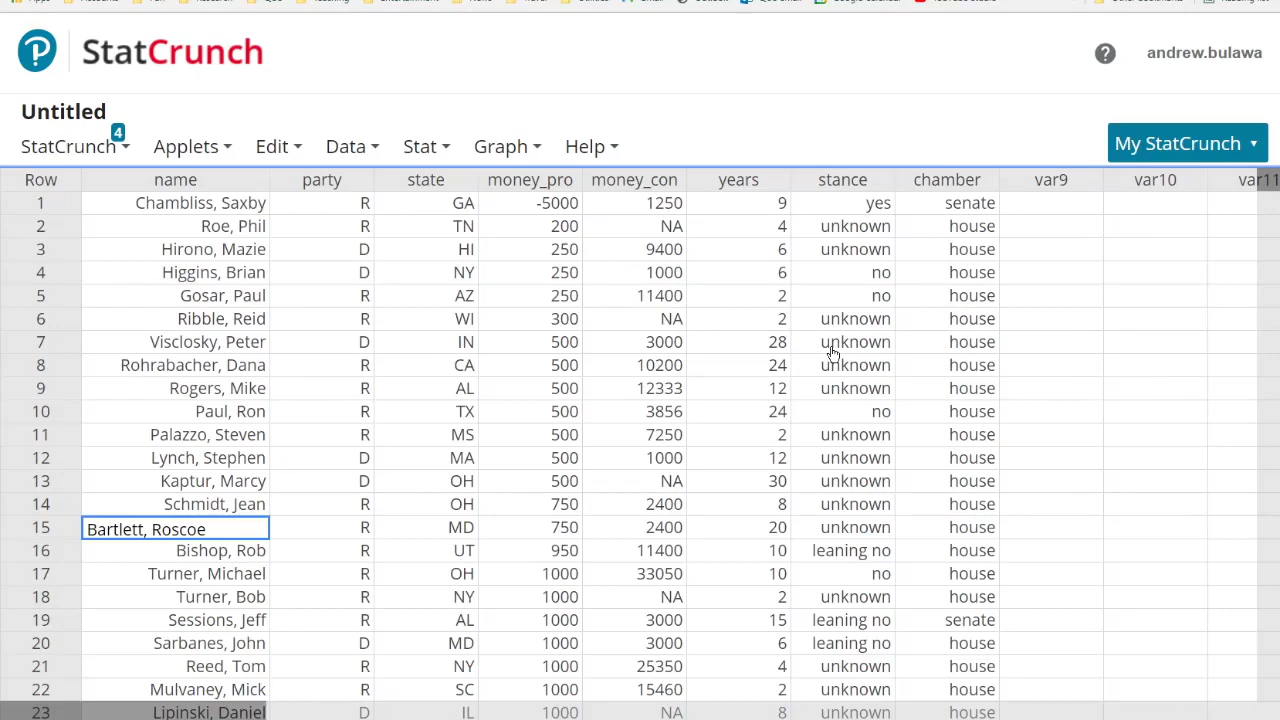 StatCrunch
andrew.bulawa
Untitled
4
StatCrunch Applets Edit Data Stat Graph Help
My StatCrunch
Row name party state money_pro money_con years stance chamber var9 var10 var11
1 Chambliss, Saxby R GA -5000 1250 9 yes senate
2 Roe, Phil R TN 200 NA 4 unknown house
3 Hirono, Mazie D HI 250 9400 6 unknown house
4 Higgins, Brian D NY 250 1000 6 no house
5 Gosar, Paul R AZ 250 11400 2 no house
6 Ribble, Reid R WI 300 NA 2 unknown house
7 Visclosky, Peter D IN 500 3000 28 unknown house
8 Rohrabacher, Dana R CA 500 10200 24 unknown house
9 Rogers, Mike R AL 500 12333 12 unknown house
10 Paul, Ron R TX 500 3856 24 no house
11 Palazzo, Steven R MS 500 7250 2 unknown house
12 Lynch, Stephen D MA 500 1000 12 unknown house
13 Kaptur, Marcy D OH 500 NA 30 unknown house
14 Schmidt, Jean R OH 750 2400 8 unknown house
15 Bartlett, Roscoe R MD 750 2400 20 unknown house
16 Bishop, Rob R UT 950 11400 10 leaning no house
17 Turner, Michael R OH 1000 33050 10 no house
18 Turner, Bob R NY 1000 NA 2 unknown house
19 Sessions, Jeff R AL 1000 3000 15 leaning no senate
20 Sarbanes, John D MD 1000 3000 6 leaning no house
21 Reed, Tom R NY 1000 25350 4 unknown house
22 Mulvaney, Mick R SC 1000 15460 2 unknown house
23 Lipinski, Daniel D IL 1000 NA 8 unknown house